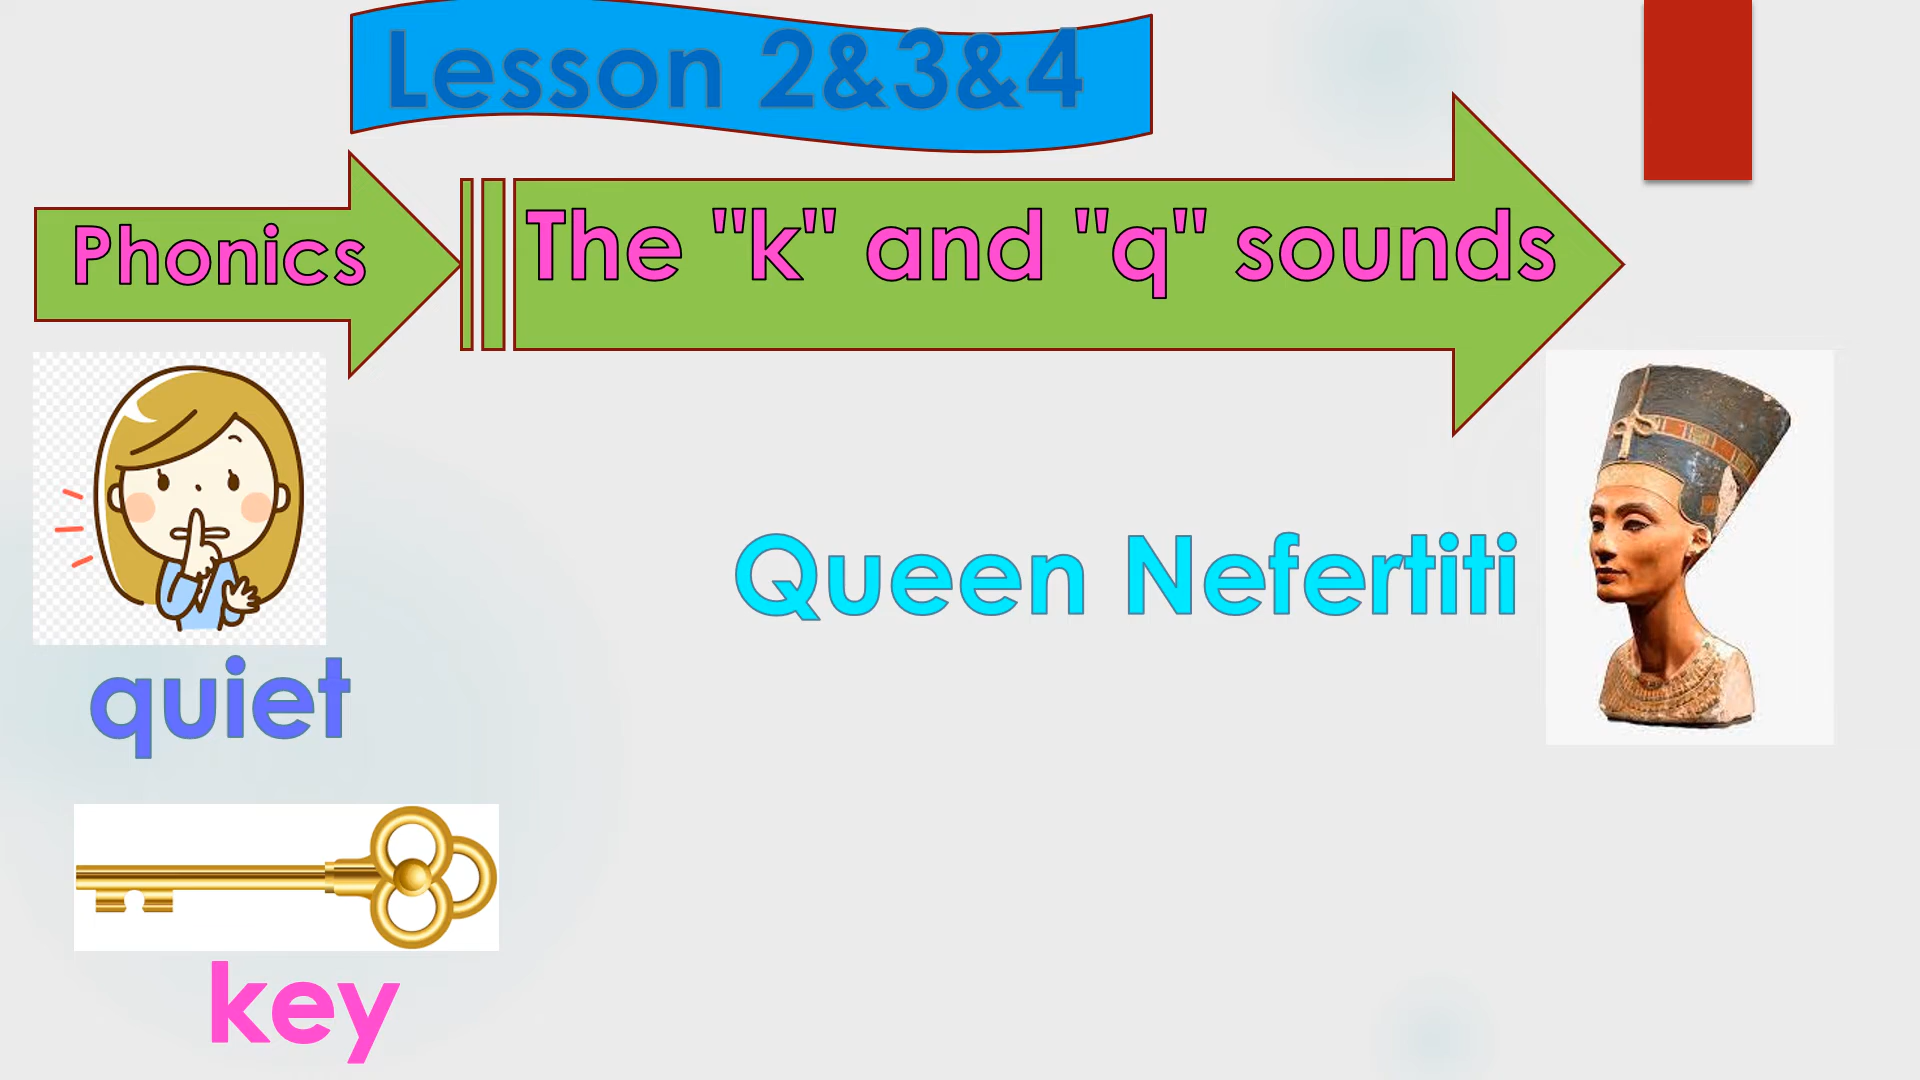 Lesson 2&3&4
Phonics
The "k" and "q" sounds
Queen Nefertiti
quiet
key